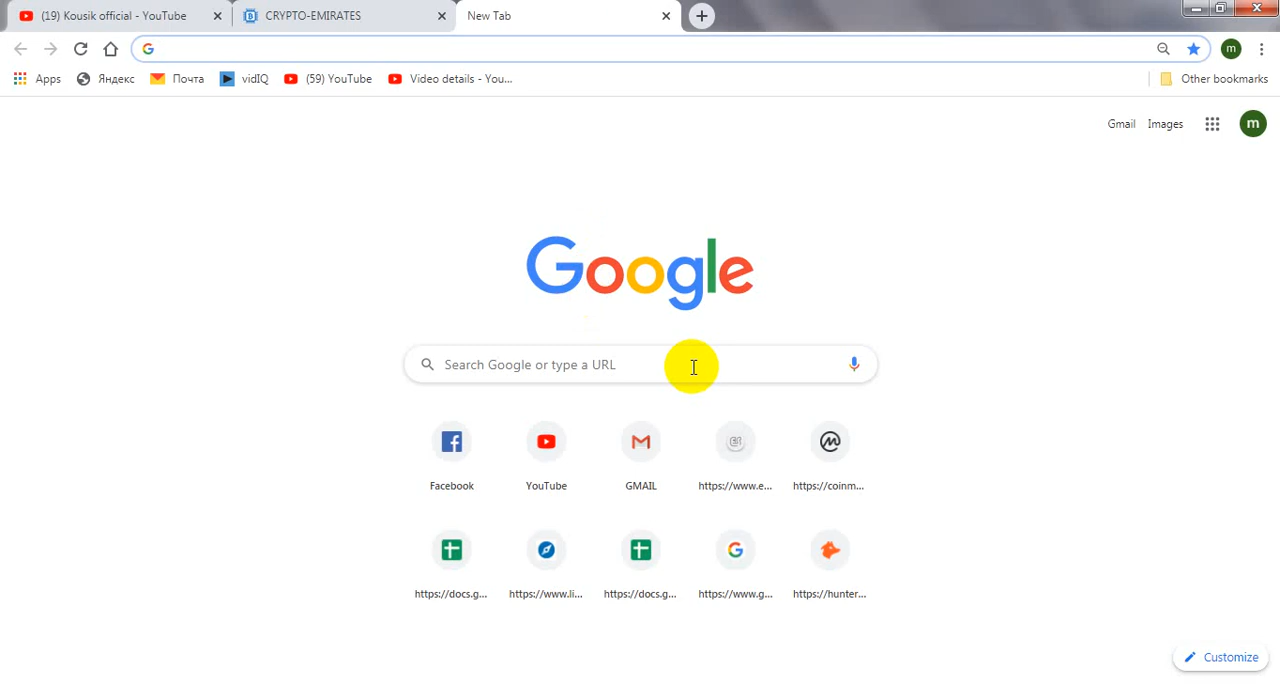 (19) Kousik official - YouTube
CRYPTO-EMIRATES
New Tab
Apps
Яндекс
Почта
vidIQ
(59) YouTube
Video details - You...
Other bookmarks
m
Gmail
Images
m
Google
Search Google or type a URL
Facebook
YouTube
GMAIL
https://www.e...
https://coinm...
https://docs.g...
https://www.li...
https://docs.g...
https://www.g...
https://hunter...
Customize